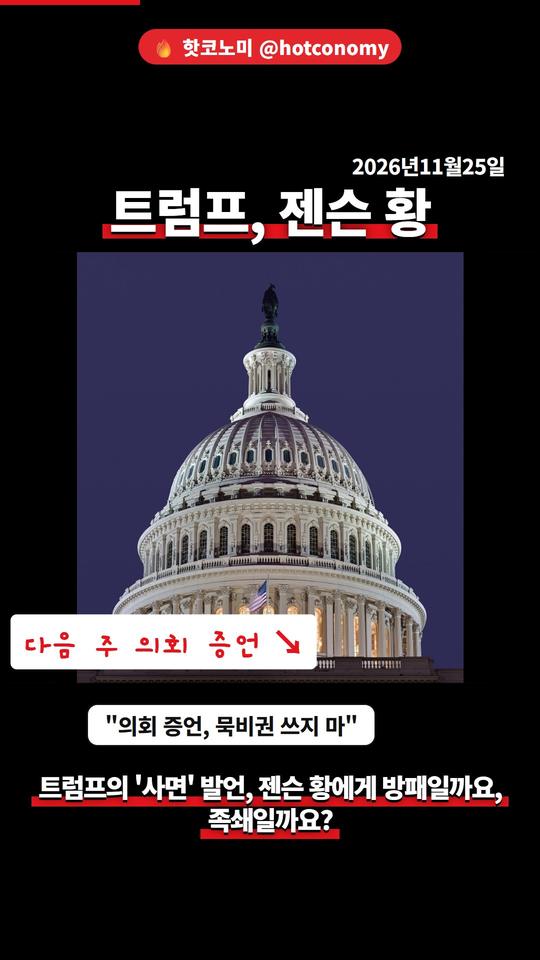 🔥 핫코노미 @hotconomy
2026년11월25일
트럼프, 젠슨 황
다음 주 의회 증언 ↘
"의회 증언, 묵비권 쓰지 마"
트럼프의 '사면' 발언, 젠슨 황에게 방패일까요,
족쇄일까요?